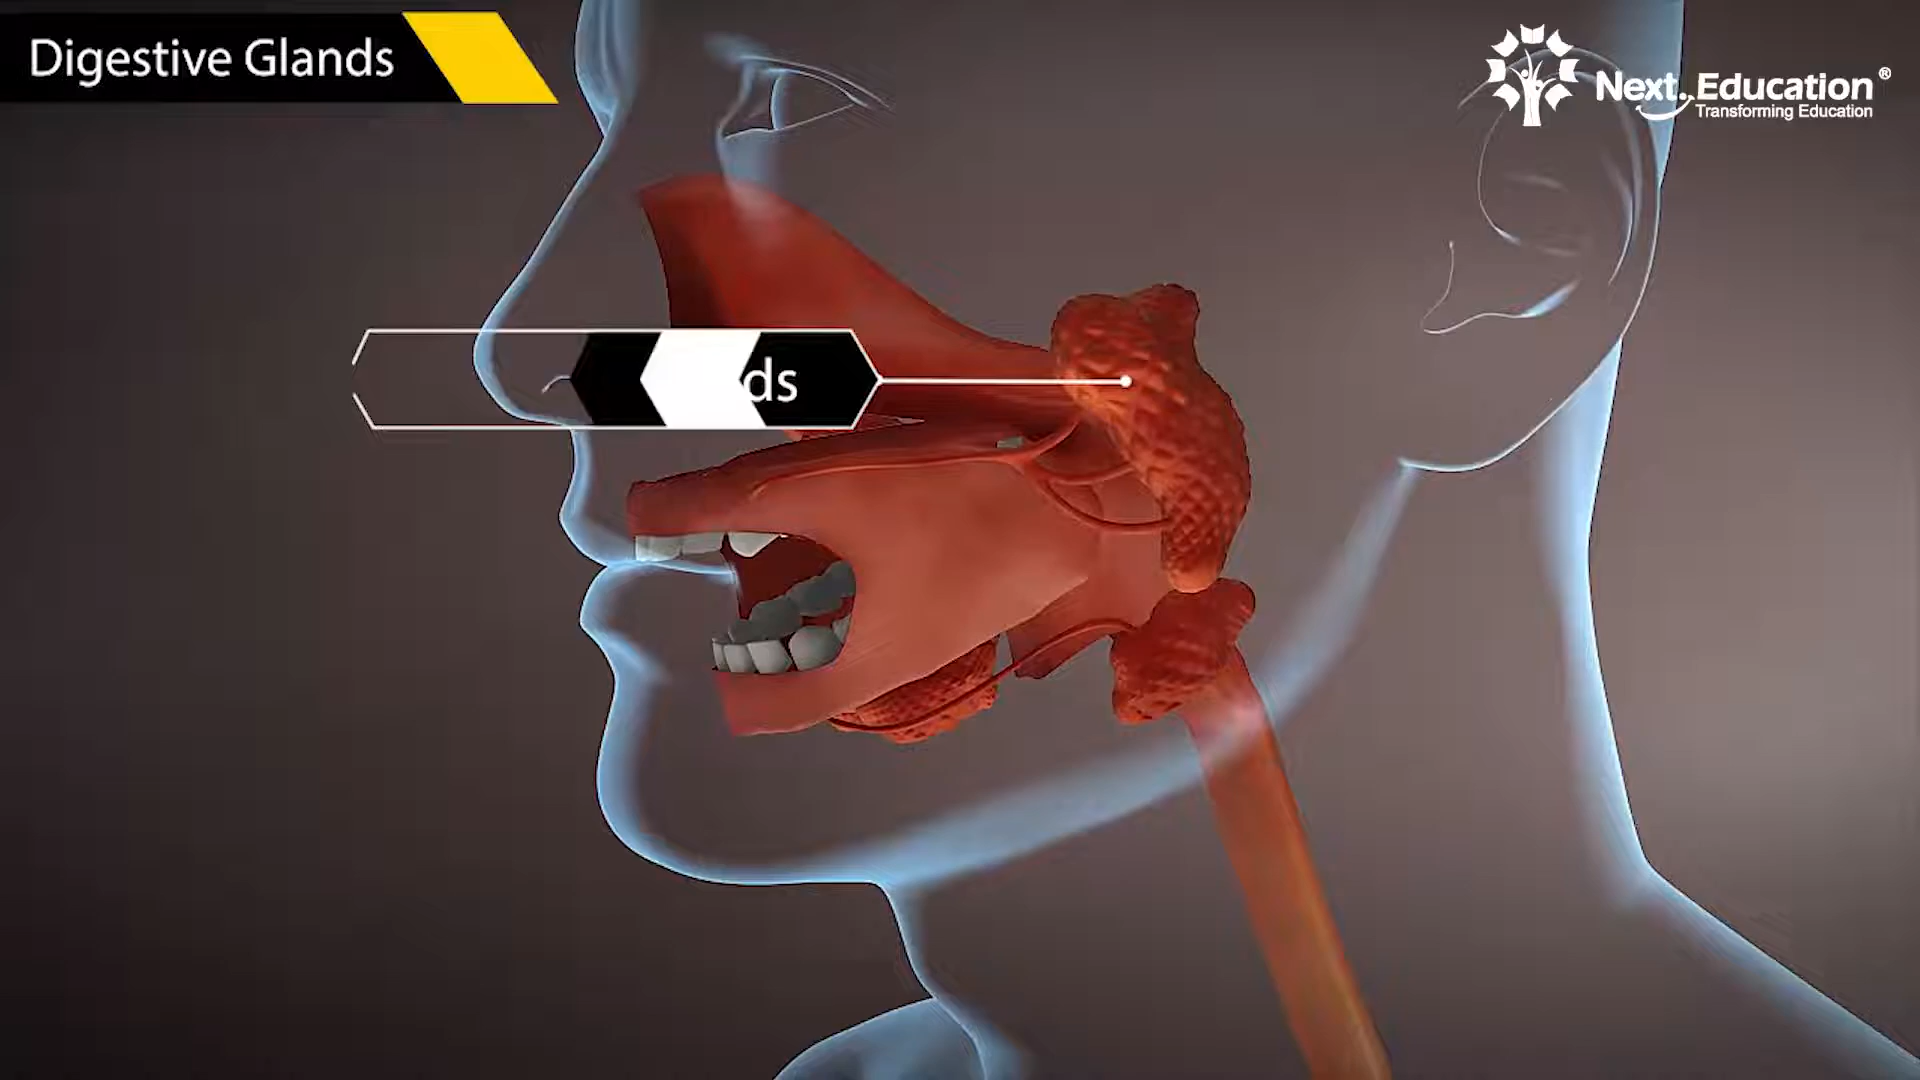 Digestive Glands
Next Education ®
Transforming Education
ds